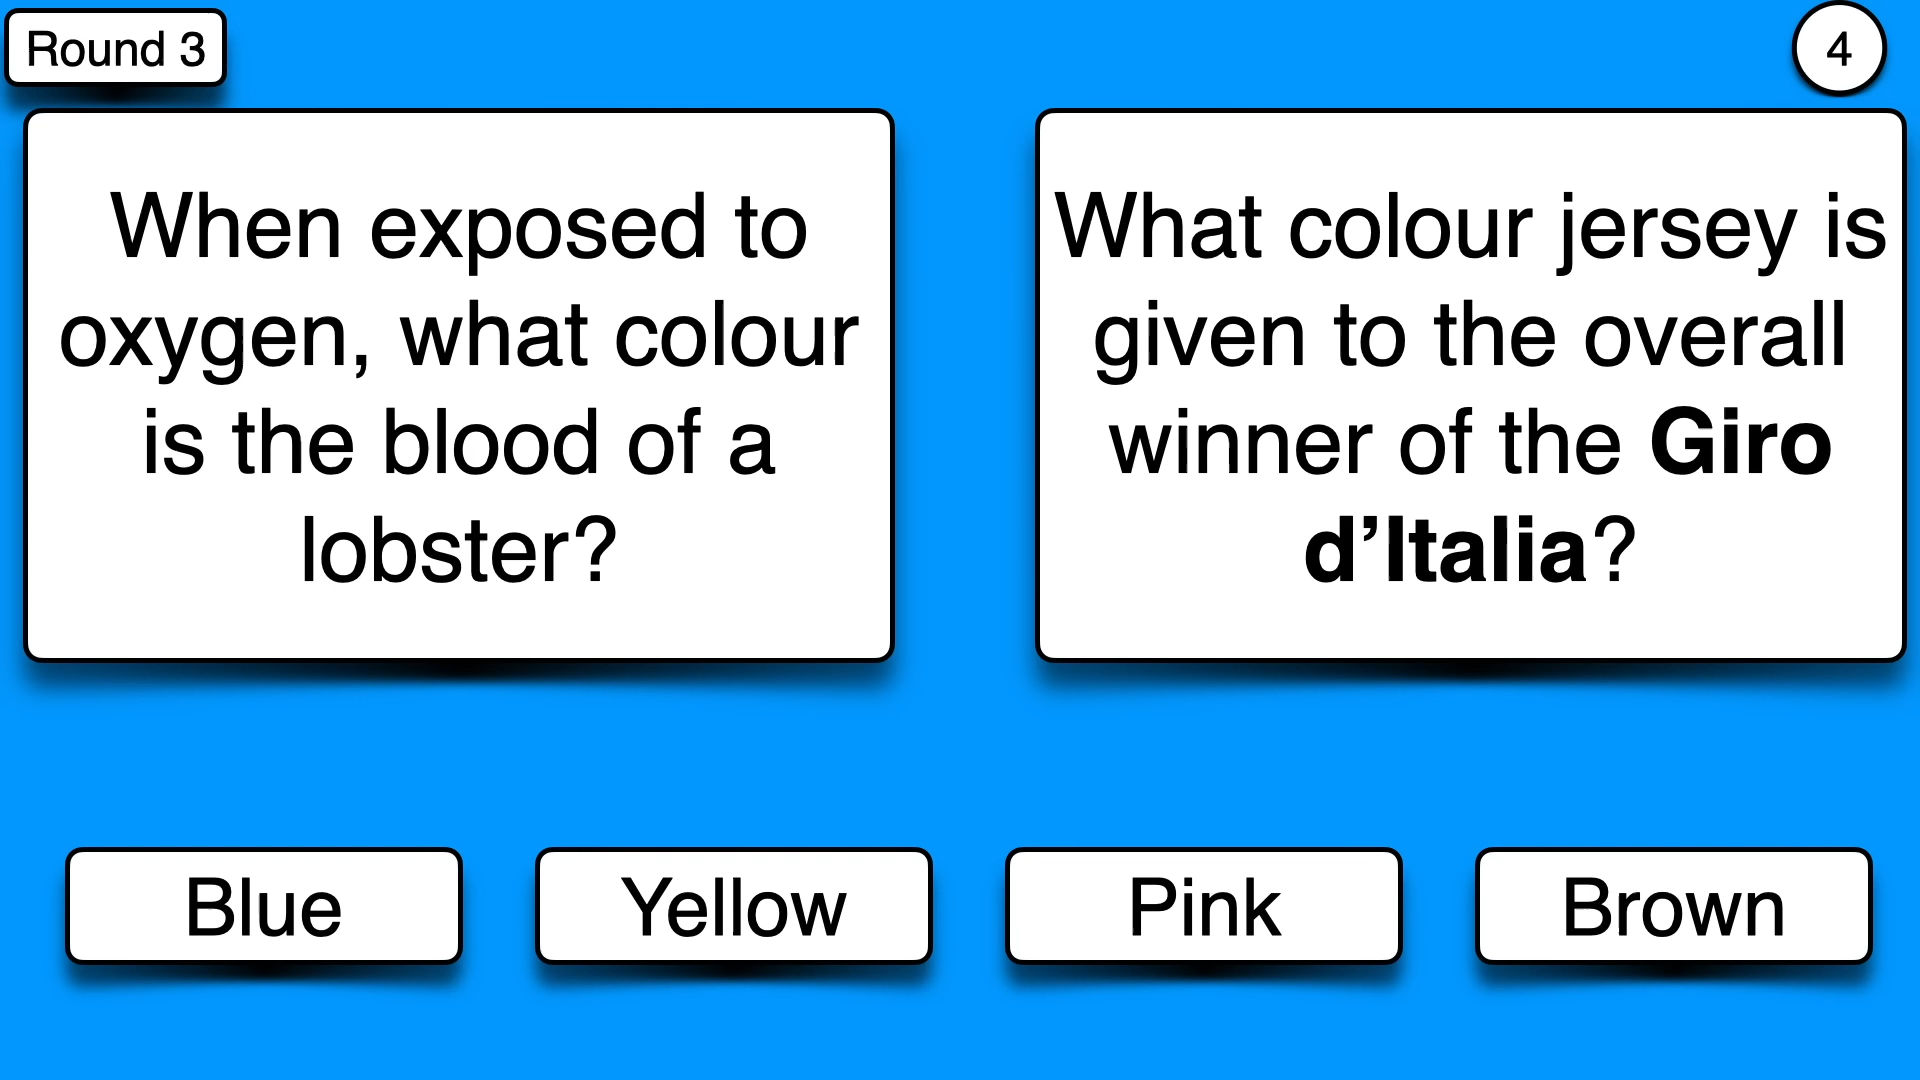 Round 3
4
When exposed to
oxygen, what colour
is the blood of a
lobster?
What colour jersey is
given to the overall
winner of the Giro
d’Italia?
Blue
Yellow
Pink
Brown